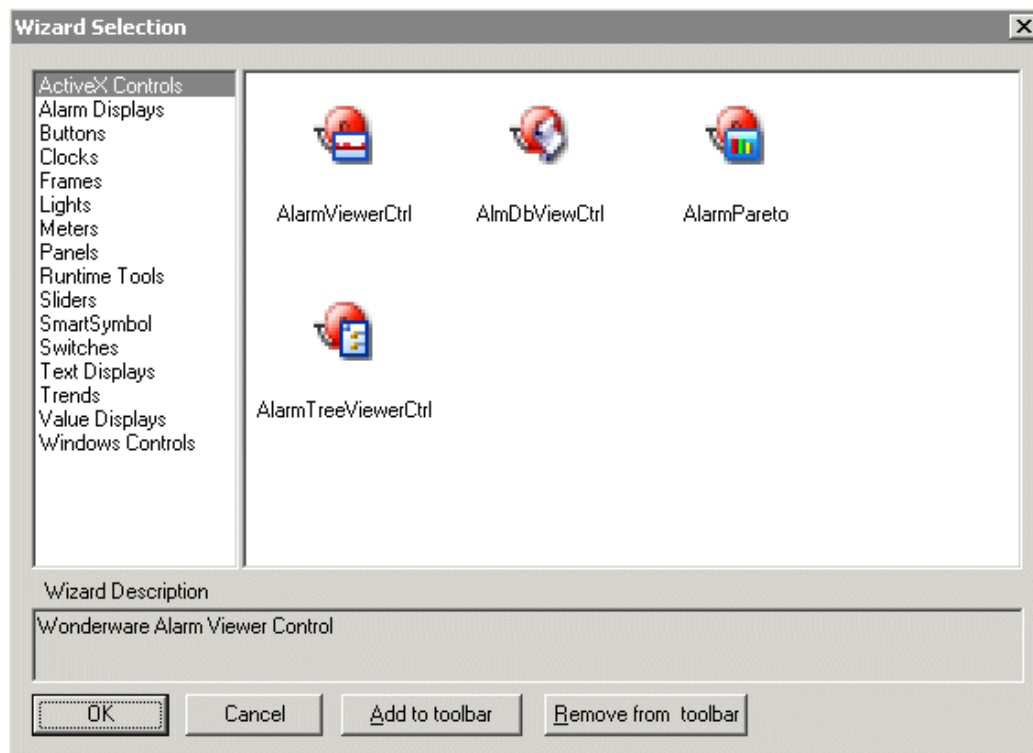 Wizard Selection
ActiveX Controls
Alarm Displays
Buttons
Clocks
Frames
Lights
Meters
Panels
Runtime Tools
Sliders
SmartSymbol
Switches
Text Displays
Trends
Value Displays
Windows Controls
AlarmViewerCtrl
AlmDbViewCtrl
AlarmPareto
AlarmTreeViewerCtrl
Wizard Description
Wonderware Alarm Viewer Control
OK
Cancel
Add to toolbar
Remove from toolbar